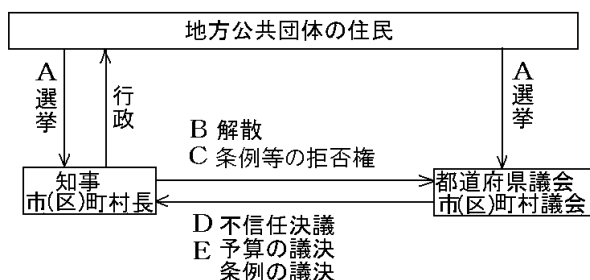 地方公共団体の住民
A
選挙
行政
A
選挙
B 解散
C 条例等の拒否権
知事
市(区)町村長
都道府県議会
市(区)町村議会
D 不信任決議
E 予算の議決
条例の議決